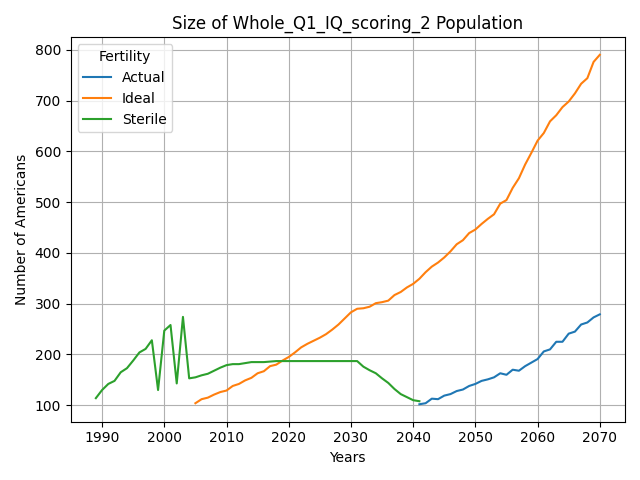 Size of Whole_Q1_IQ_scoring_2 Population
Fertility
Actual
Ideal
Sterile
Number of Americans
800
700
600
500
400
300
200
100
1990 2000 2010 2020 2030 2040 2050 2060 2070
Years